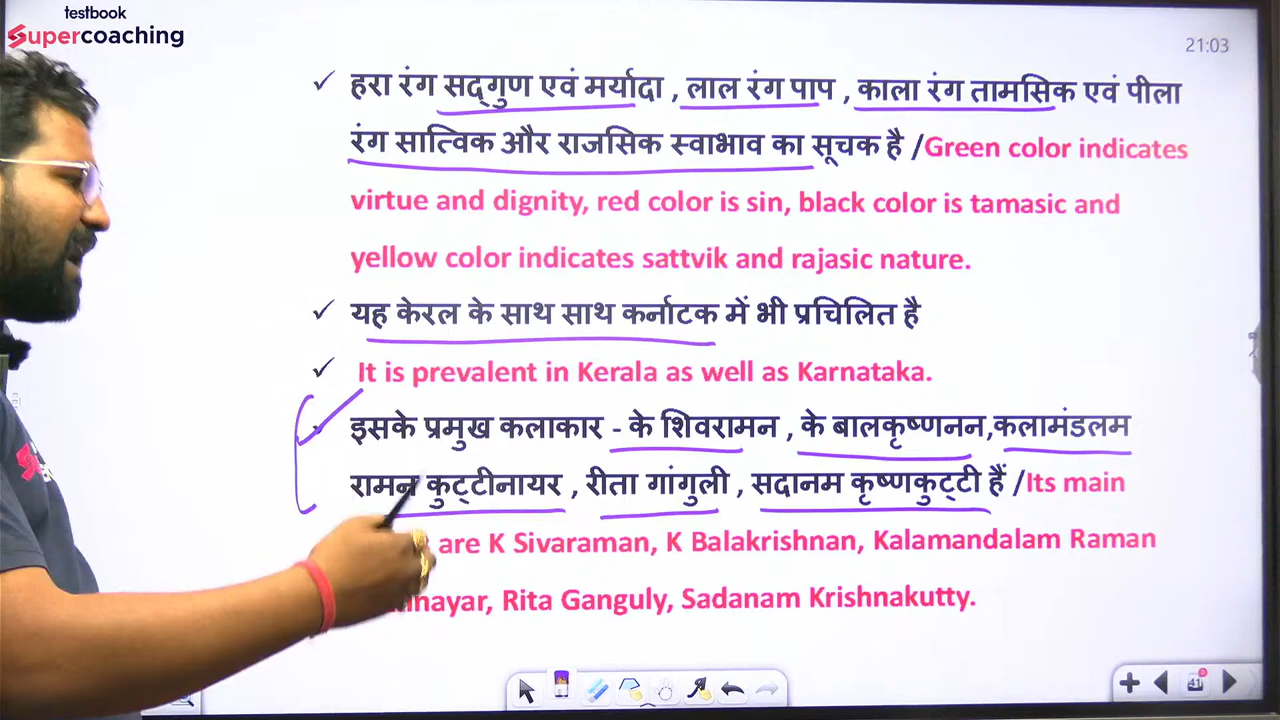 testbook
Supercoaching
21:03
हरा रंग सद्गुण एवं मर्यादा , लाल रंग पाप , काला रंग तामसिक एवं पीला
रंग सात्विक और राजसिक स्वाभाव का सूचक है /Green color indicates
virtue and dignity, red color is sin, black color is tamasic and
yellow color indicates sattvik and rajasic nature.
यह केरल के साथ साथ कर्नाटक में भी प्रचिलित है
It is prevalent in Kerala as well as Karnataka.
इसके प्रमुख कलाकार - के शिवरामन , के बालकृष्णनन,कलामंडलम
रामन कुट्टीनायर , रीता गांगुली , सदानम कृष्णकुट्टी हैं /Its main
are K Sivaraman, K Balakrishnan, Kalamandalam Raman
Rita Ganguly, Sadanam Krishnakutty.
41